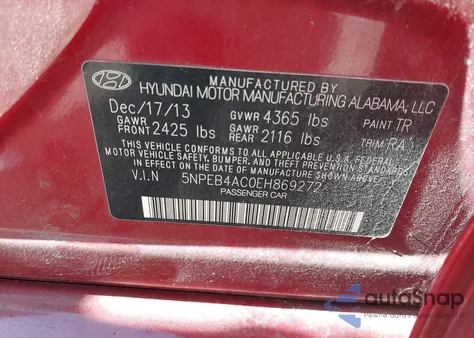 MANUFACTURED BY
HYUNDAI MOTOR MANUFACTURING ALABAMA, LLC
Dec/17/13 GVWR 4365 lbs PAINT TR
GAWR FRONT 2425 lbs GAWR REAR 2116 lbs TRIM RA
THIS VEHICLE CONFORMS TO ALL APPLICABLE U.S.A. FEDERAL
MOTOR VEHICLE SAFETY, BUMPER, AND THEFT PREVENTION STANDARDS
IN EFFECT ON THE DATE OF MANUFACTURE SHOWN ABOVE.
V.I.N 5NPEB4AC0EH869272
PASSENGER CAR
autoSnap